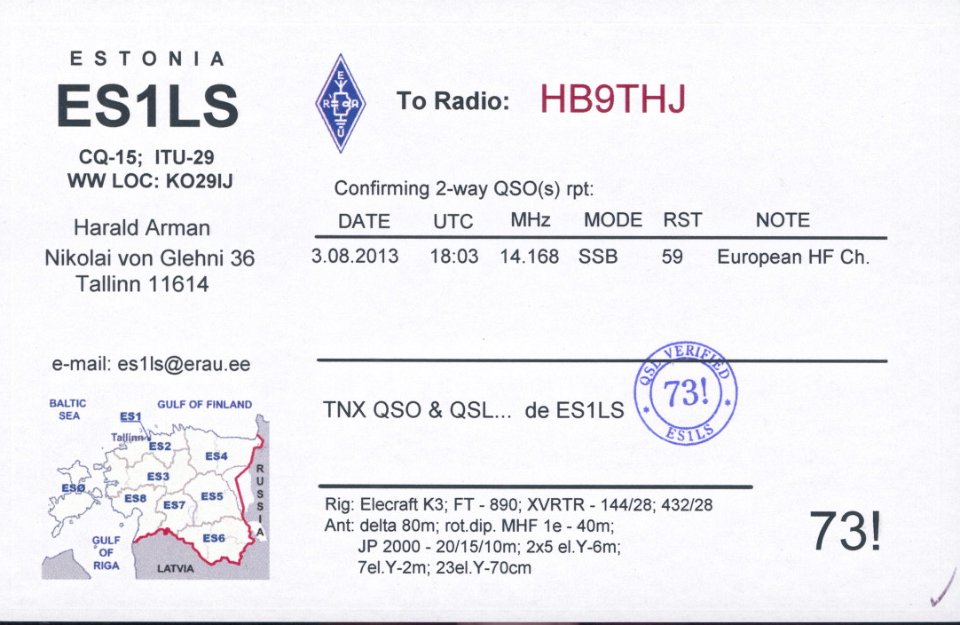 ESTONIA
ES1LS
CQ-15; ITU-29
WW LOC: KO29IJ
Harald Arman
Nikolai von Glehni 36
Tallinn 11614
e-mail: es1ls@erau.ee
BALTIC SEA
GULF OF FINLAND
ES1
Tallinn
ES2
ES4
ES3
ESØ
ES8
ES7
ES5
ES6
RUSSIA
GULF OF RIGA
LATVIA
E
R A
Ü
To Radio: HB9THJ
Confirming 2-way QSO(s) rpt:
DATE UTC MHz MODE RST NOTE
3.08.2013 18:03 14.168 SSB 59 European HF Ch.
TNX QSO & QSL... de ES1LS
QSL VERIFIED
73!
* ES1LS *
Rig: Elecraft K3; FT - 890; XVRTR - 144/28; 432/28
Ant: delta 80m; rot.dip. MHF 1e - 40m;
JP 2000 - 20/15/10m; 2x5 el.Y-6m;
7el.Y-2m; 23el.Y-70cm
73!